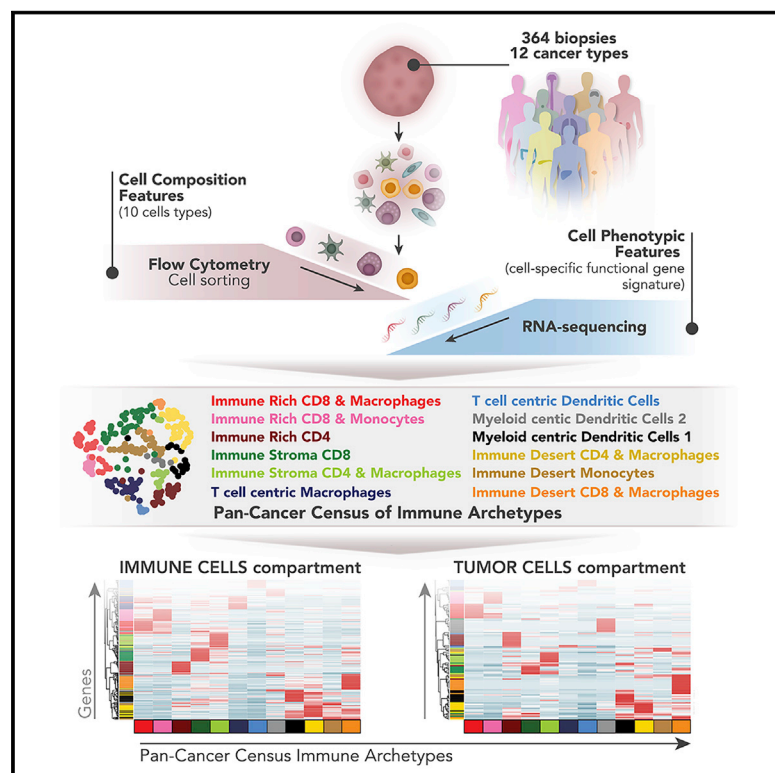 364 biopsies
12 cancer types
Cell Composition
Features
(10 cells types)
Flow Cytometry
Cell sorting
Cell Phenotypic
Features
(cell-specific functional gene
signature)
RNA-sequencing
Immune Rich CD8 & Macrophages
Immune Rich CD8 & Monocytes
Immune Rich CD4
Immune Stroma CD8
Immune Stroma CD4 & Macrophages
T cell centric Macrophages
T cell centric Dendritic Cells
Myeloid centic Dendritic Cells 2
Myeloid centric Dendritic Cells 1
Immune Desert CD4 & Macrophages
Immune Desert Monocytes
Immune Desert CD8 & Macrophages
Pan-Cancer Census of Immune Archetypes
IMMUNE CELLS compartment
TUMOR CELLS compartment
Genes
Pan-Cancer Census Immune Archetypes